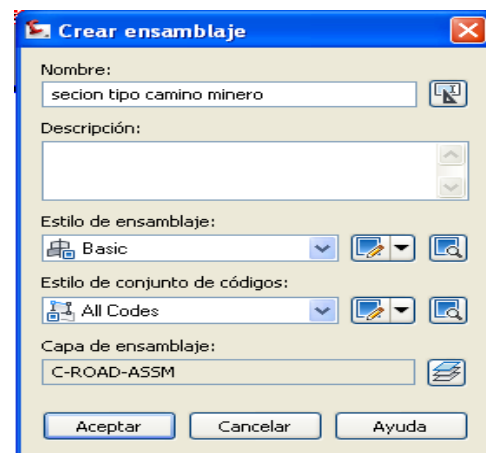 Crear ensamblaje
Nombre:
secion tipo camino minero
Descripción:
Estilo de ensamblaje:
Basic
Estilo de conjunto de códigos:
All Codes
Capa de ensamblaje:
C-ROAD-ASSM
Aceptar Cancelar Ayuda